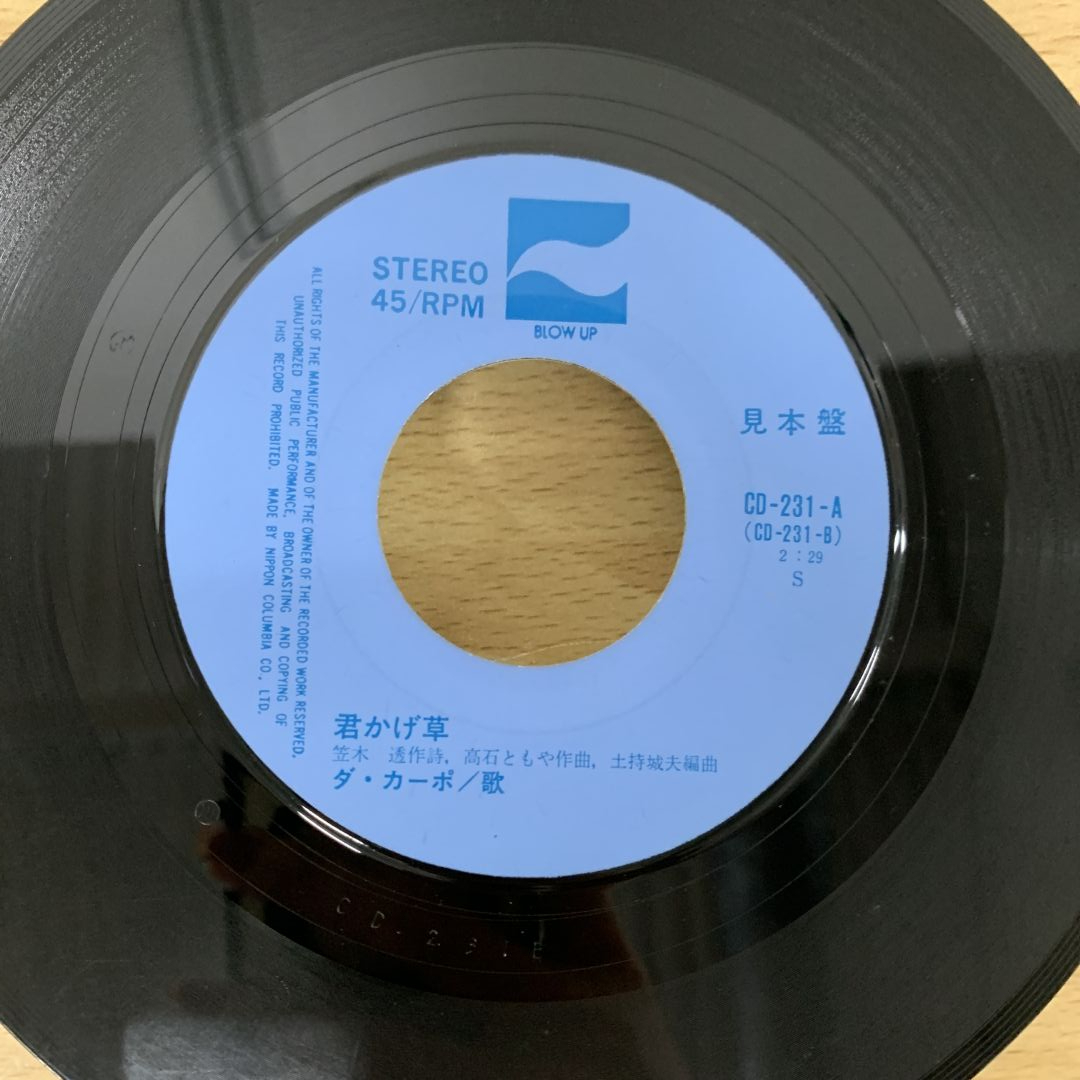 STEREO
45/RPM
BLOW UP
ALL RIGHTS OF THE MANUFACTURER AND OF THE OWNER OF THE RECORDED WORK RESERVED.
UNAUTHORIZED PUBLIC PERFORMANCE, BROADCASTING AND COPYING OF
THIS RECORD PROHIBITED. MADE BY NIPPON COLUMBIA CO., LTD.
見本盤
CD-231-A
(CD-231-B)
2:29
S
君かげ草
笠木 透作詩, 高石ともや作曲, 土持城夫編曲
ダ・カーポ/歌